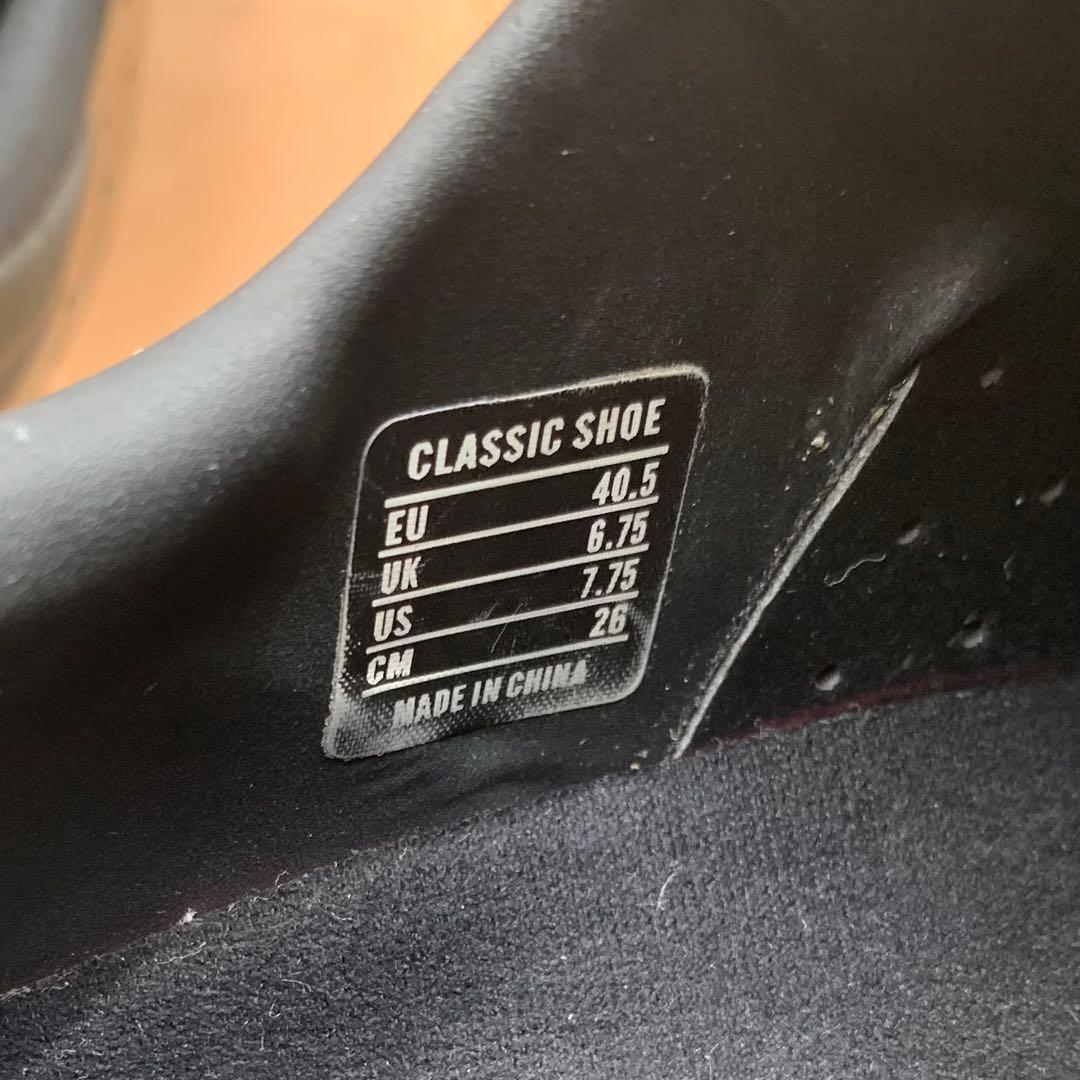 CLASSIC SHOE
EU 40.5
UK 6.75
US 7.75
CM 26
MADE IN CHINA